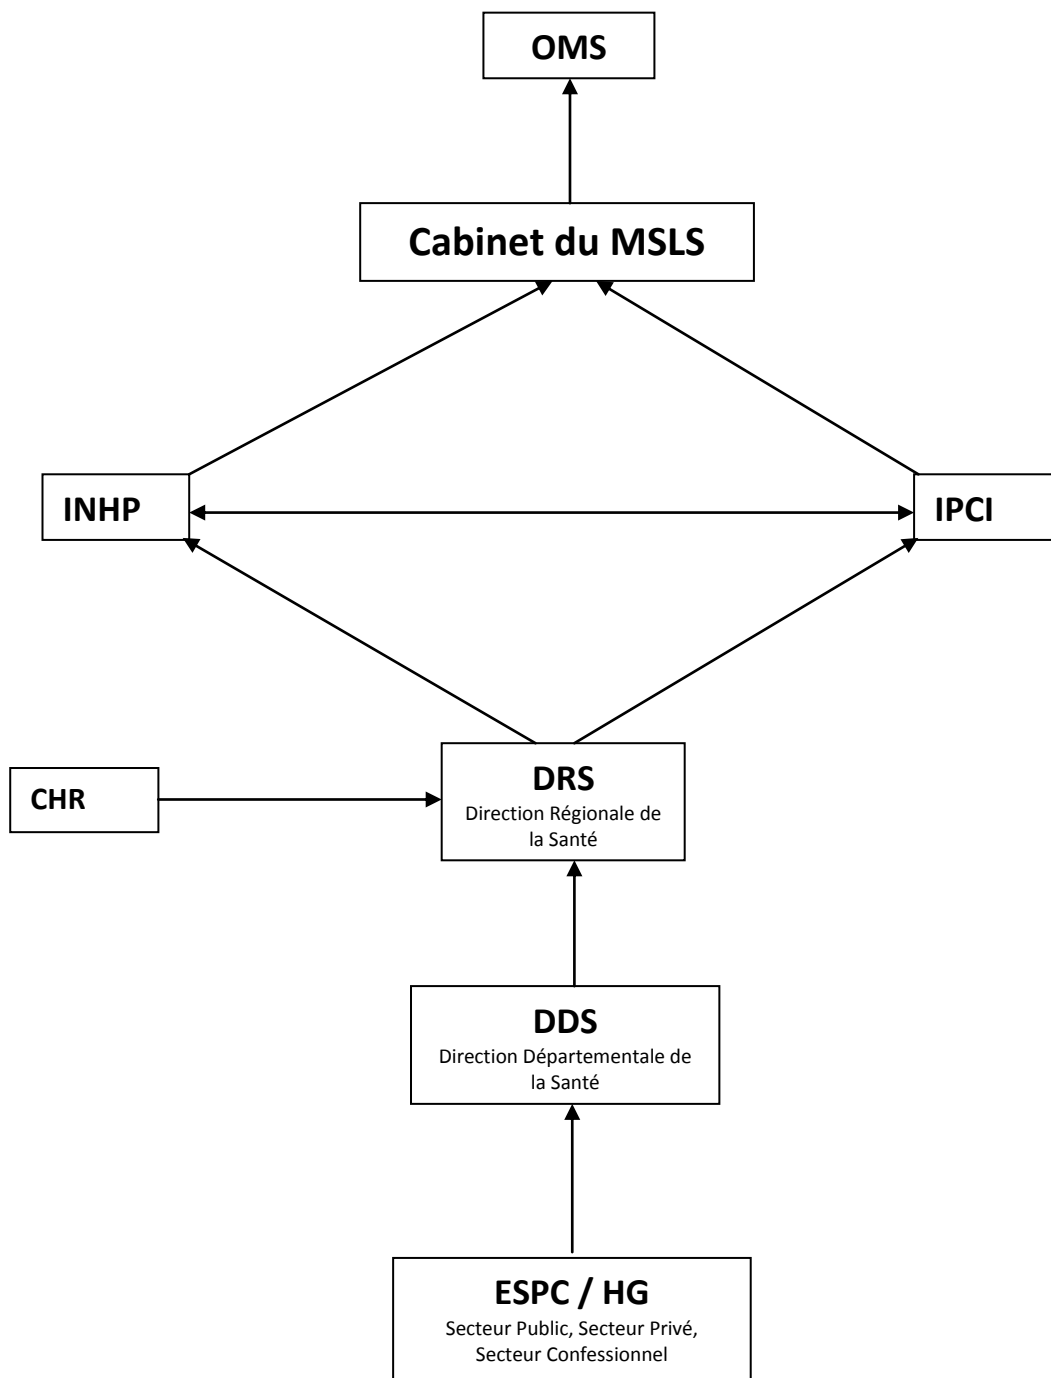 OMS
Cabinet du MSLS
INHP
IPCI
DRS
Direction Régionale de
la Santé
CHR
DDS
Direction Départementale de
la Santé
ESPC / HG
Secteur Public, Secteur Privé,
Secteur Confessionnel